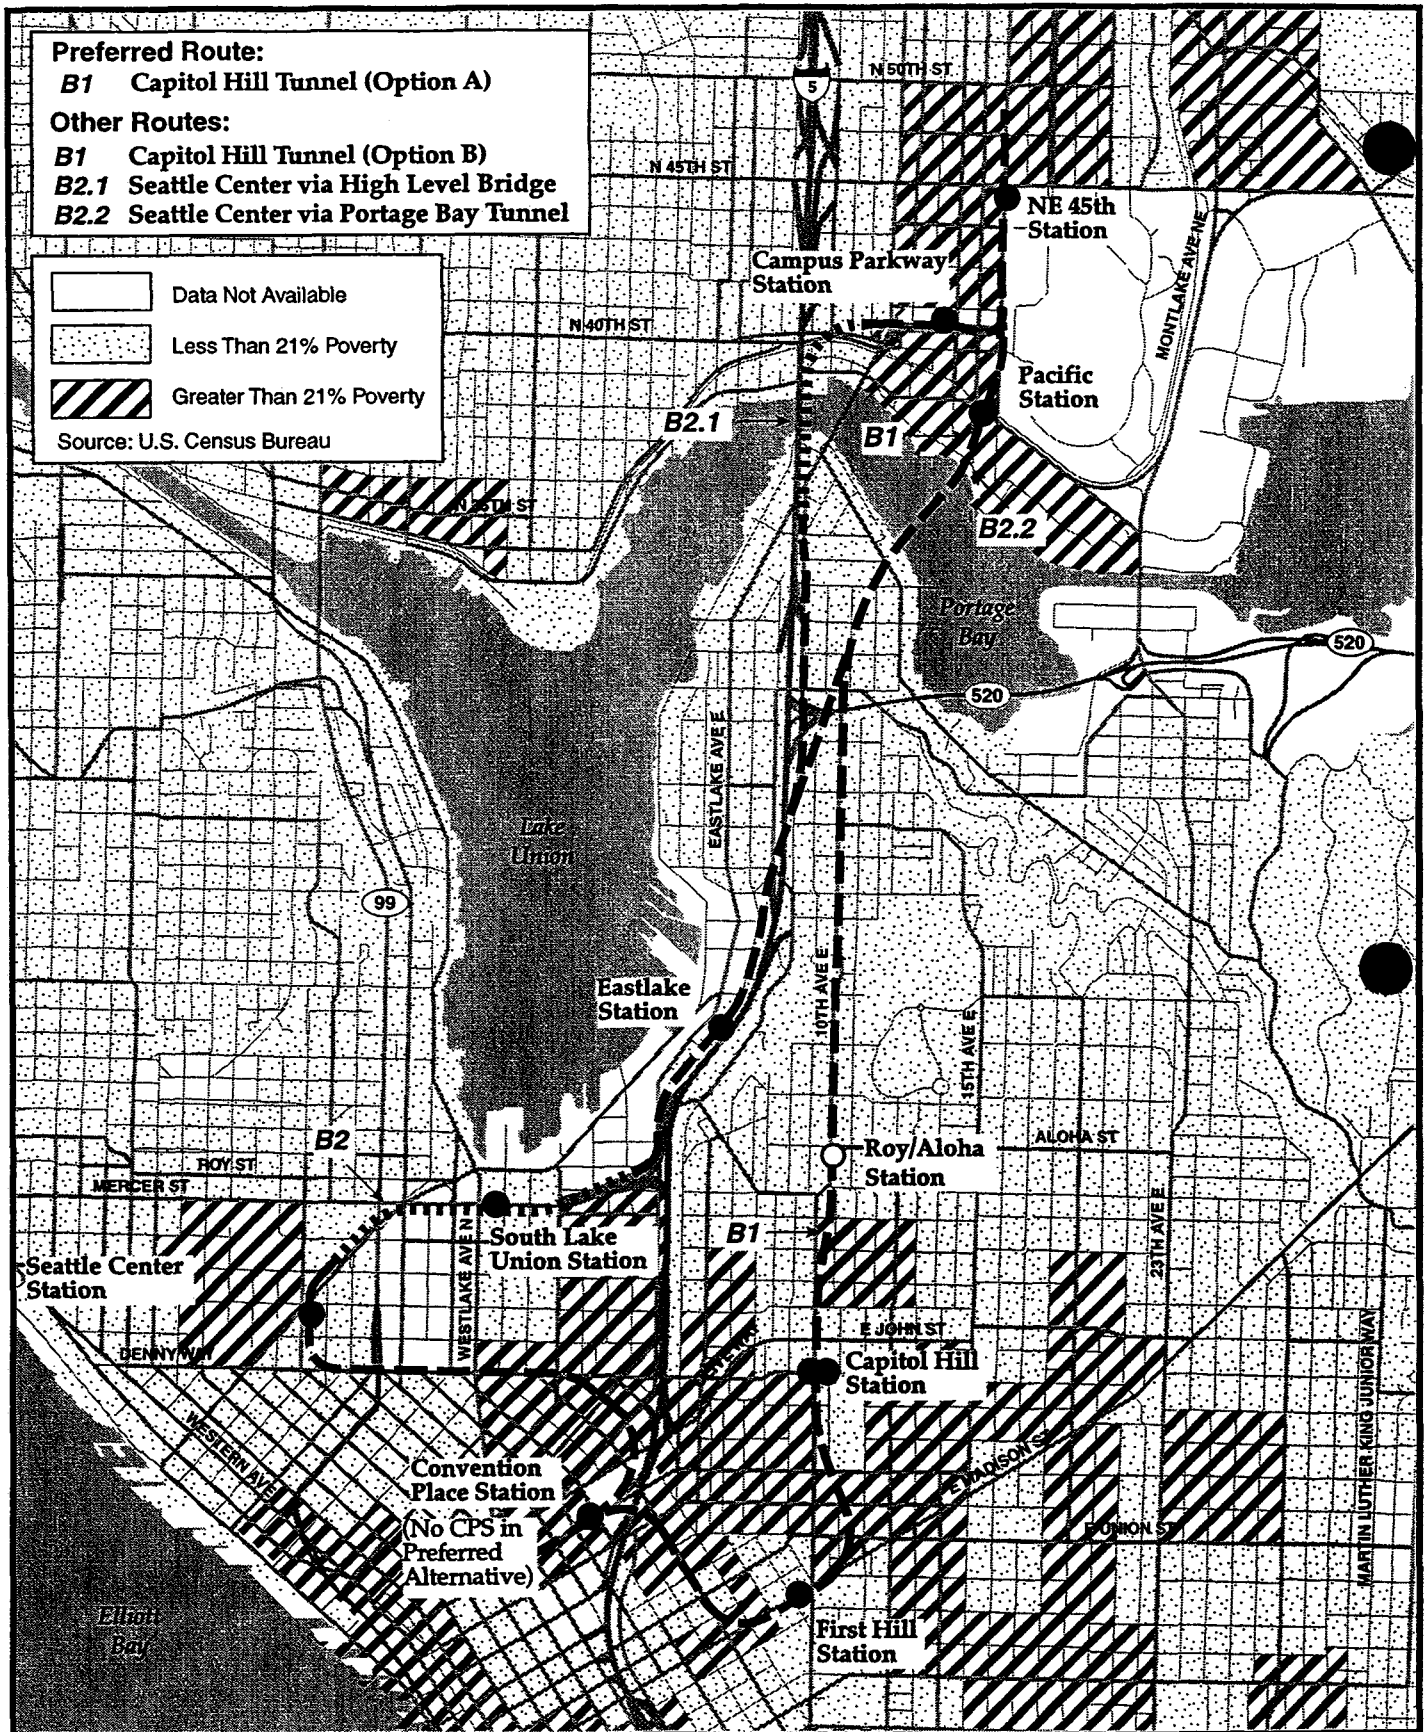 Preferred Route:
B1 Capitol Hill Tunnel (Option A)
Other Routes:
B1 Capitol Hill Tunnel (Option B)
B2.1 Seattle Center via High Level Bridge
B2.2 Seattle Center via Portage Bay Tunnel
Data Not Available
Less Than 21% Poverty
Greater Than 21% Poverty
Source: U.S. Census Bureau
5
N 50TH ST
N 45TH ST
NE 45th
Station
MONTLAKE AVE NE
Campus Parkway
Station
N 40TH ST
Pacific
Station
B2.1
B1
B2.2
Portage
Bay
520
520
EASTLAKE AVE E
Lake
Union
99
Eastlake
Station
10TH AVE E
15TH AVE E
B2
Roy/Aloha
Station
ALOHA ST
ROY ST
MERCER ST
23TH AVE E
South Lake
Union Station
B1
Seattle Center
Station
WESTLAKE AVE N
E JOHN ST
DENNY WAY
Capitol Hill
Station
MARTIN LUTHER KING JUNIOR WAY
WESTERN AVE
Convention
Place Station
(No CPS in
Preferred
Alternative)
E MADISON ST
E UNION ST
Elliott
Bay
First Hill
Station